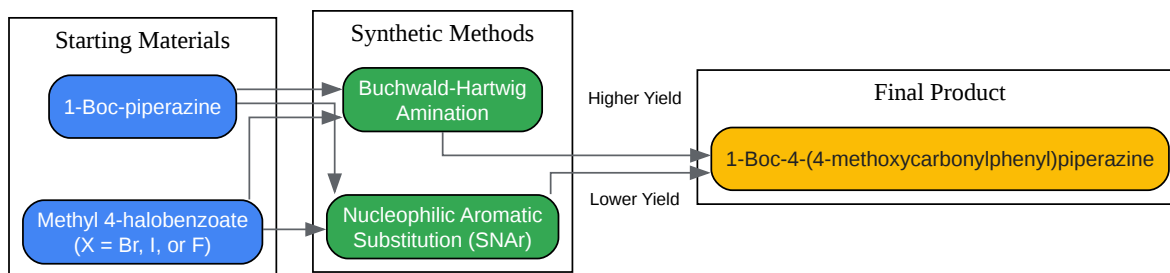 Starting Materials
1-Boc-piperazine
Methyl 4-halobenzoate
(X = Br, I, or F)
Synthetic Methods
Buchwald-Hartwig
Amination
Nucleophilic Aromatic
Substitution (SNAr)
Higher Yield
Lower Yield
Final Product
1-Boc-4-(4-methoxycarbonylphenyl)piperazine